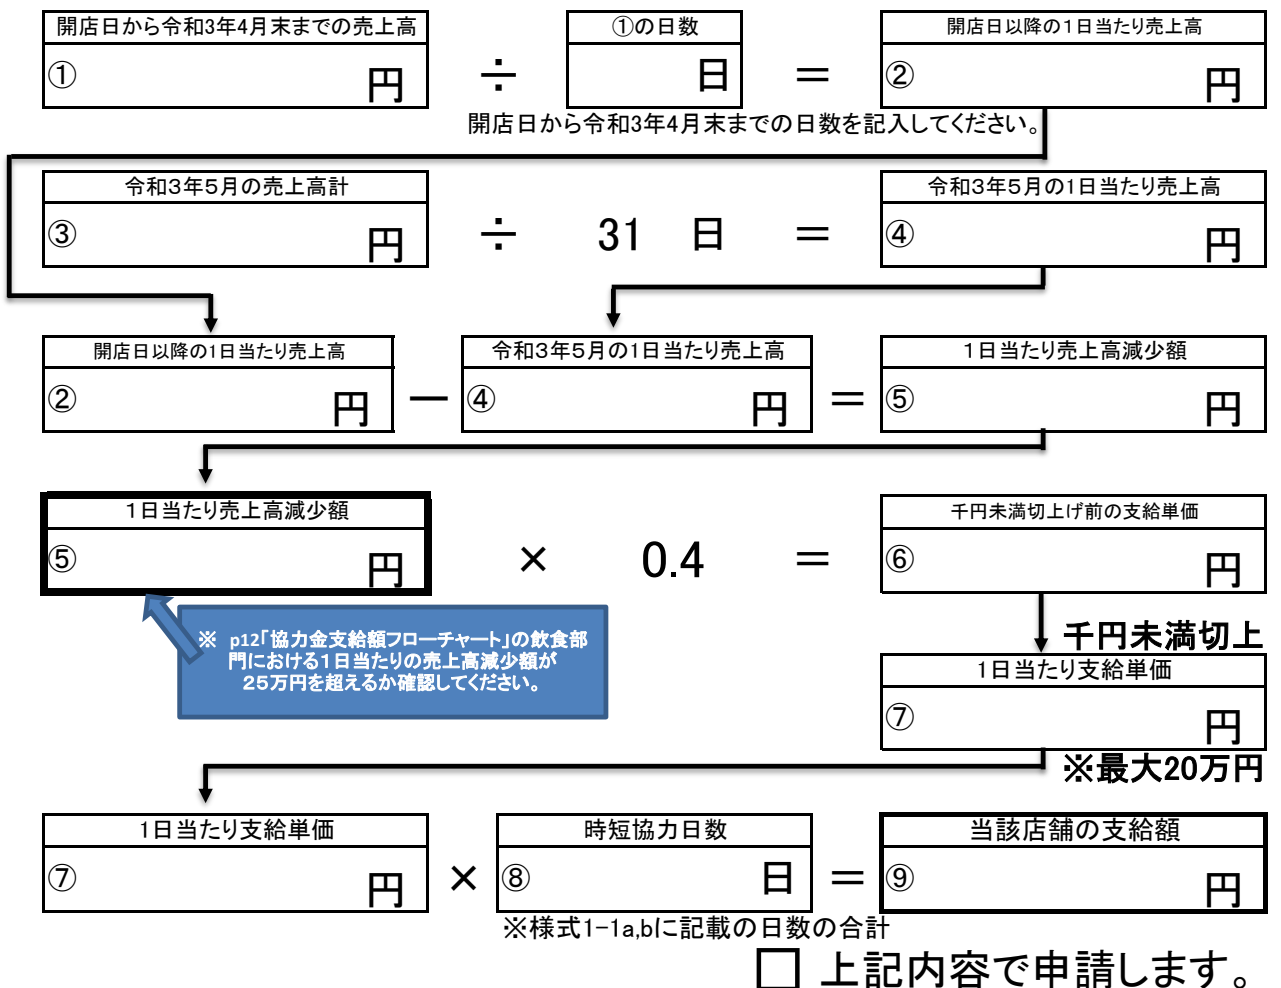 開店日から令和3年4月末までの売上高
①の日数
開店日以降の1日当たり売上高
① 円 ÷ 日 = ② 円
開店日から令和3年4月末までの日数を記入してください。
令和3年5月の売上高計
令和3年5月の1日当たり売上高
③ 円 ÷ 31 日 = ④ 円
開店日以降の1日当たり売上高
令和3年5月の1日当たり売上高
1日当たり売上高減少額
② 円 − ④ 円 = ⑤ 円
1日当たり売上高減少額
千円未満切上げ前の支給単価
⑤ 円 × 0.4 = ⑥ 円
※ p12「協力金支給額フローチャート」の飲食部
門における1日当たりの売上高減少額が
25万円を超えるか確認してください。
千円未満切上
1日当たり支給単価
⑦ 円
※最大20万円
1日当たり支給単価
時短協力日数
当該店舗の支給額
⑦ 円 × ⑧ 日 = ⑨ 円
※様式1-1a,bに記載の日数の合計
□ 上記内容で申請します。